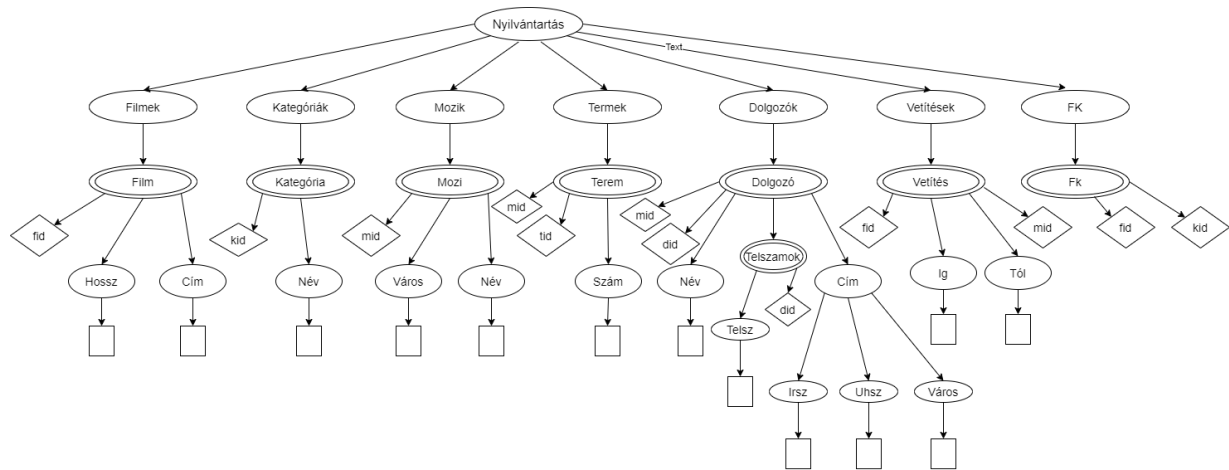 Nyilvántartás
Text
Filmek Kategóriák Mozik Termek Dolgozók Vetítések FK
Film Kategória Mozi Terem Dolgozó Vetítés Fk
fid kid mid mid tid mid did fid mid fid kid
Telszamok
Hossz Cím Név Város Név Szám Név Cím Ig Tól
did
Telsz
Irsz Uhsz Város